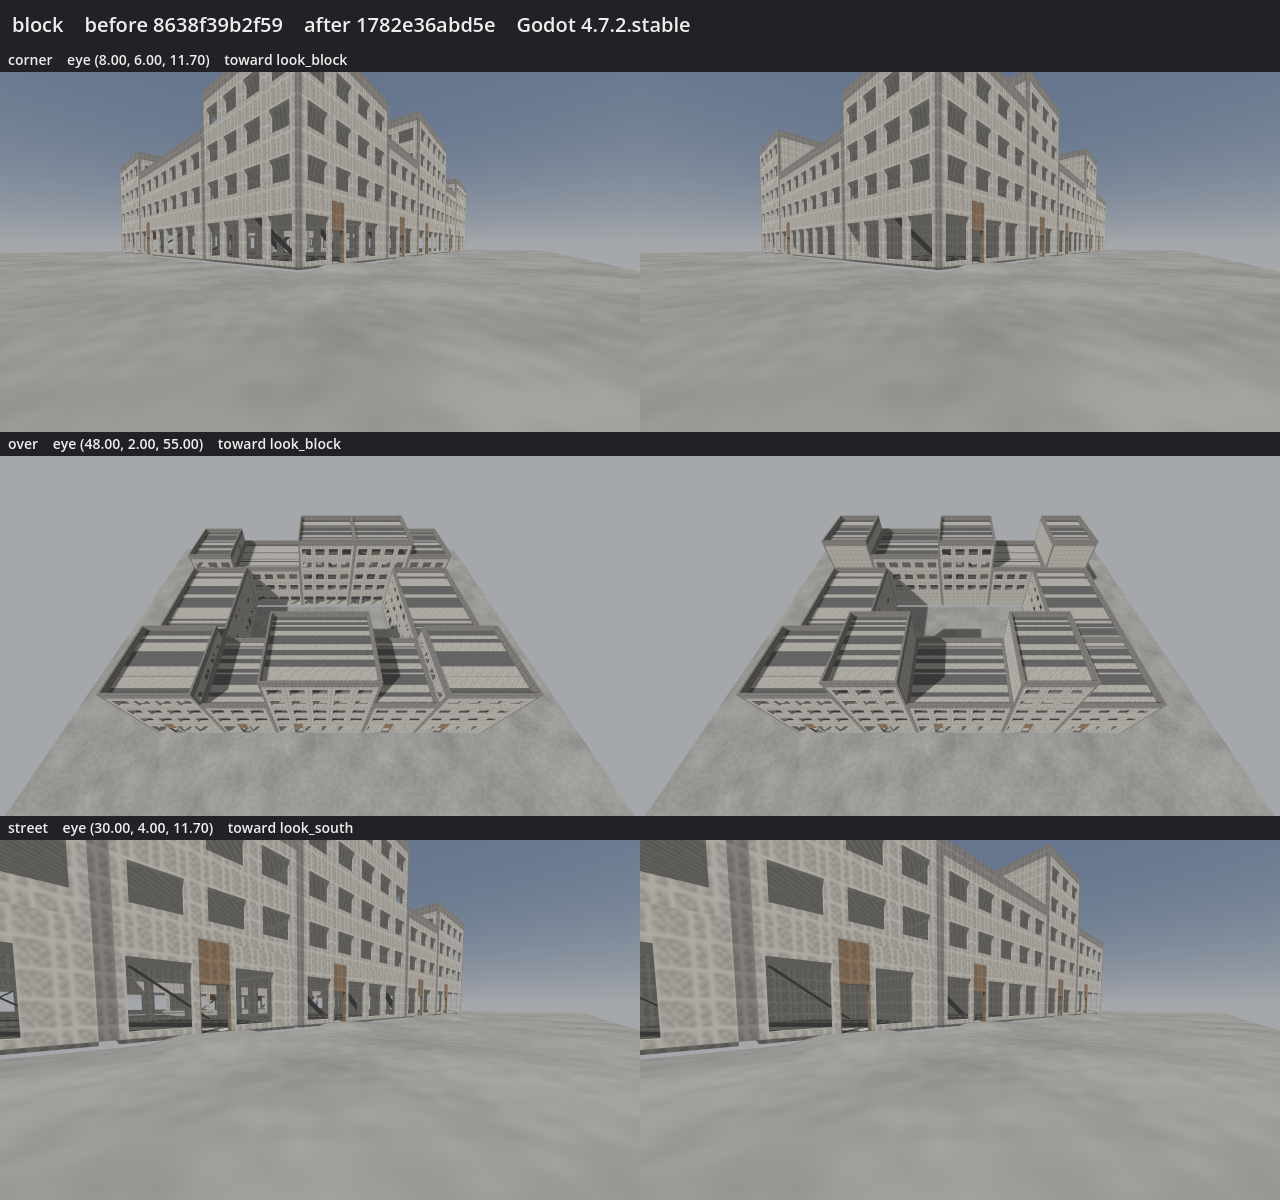 block before 8638f39b2f59 after 1782e36abd5e Godot 4.7.2.stable
corner eye (8.00, 6.00, 11.70) toward look_block
over eye (48.00, 2.00, 55.00) toward look_block
street eye (30.00, 4.00, 11.70) toward look_south